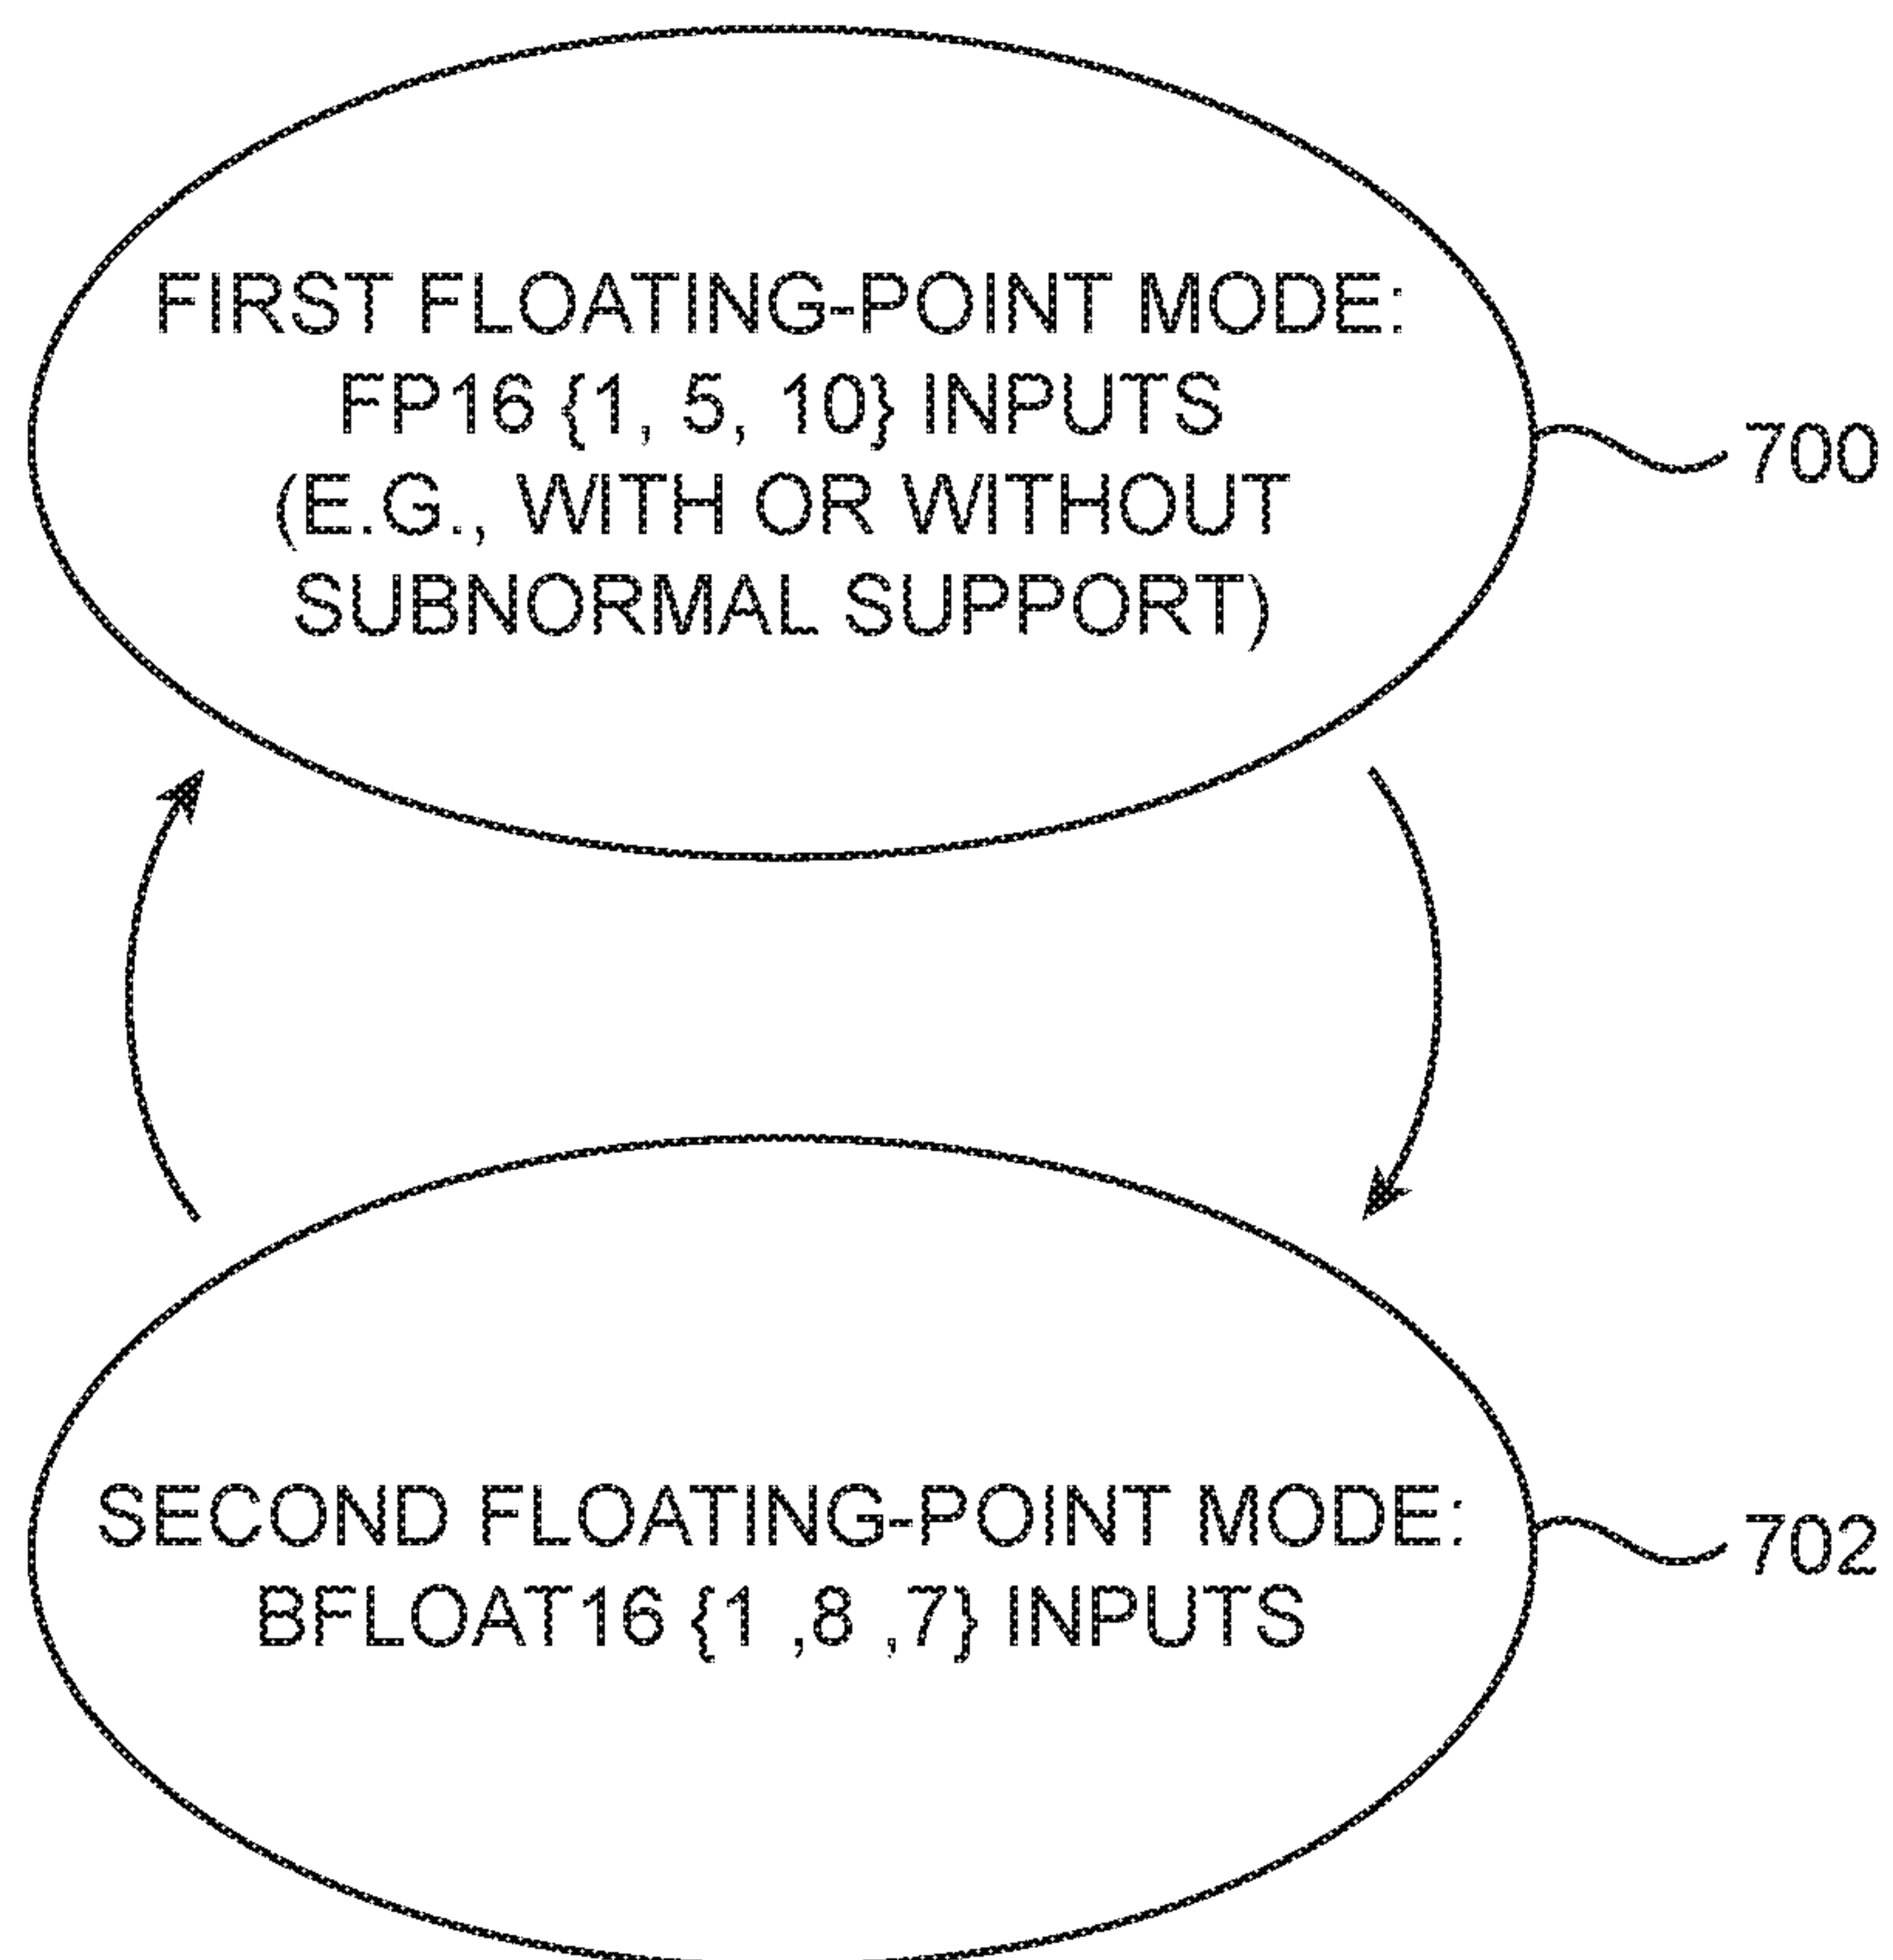 FIRST FLOATING-POINT MODE:
FP16 {1, 5, 10} INPUTS
(E.G., WITH OR WITHOUT
SUBNORMAL SUPPORT)
700
SECOND FLOATING-POINT MODE:
BFLOAT16 {1 ,8 ,7} INPUTS
702